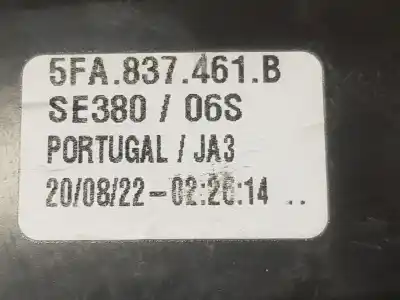 5FA.837.461.B
SE380 / 06S
PORTUGAL / JA3
20/08/22-02:26:14 ..